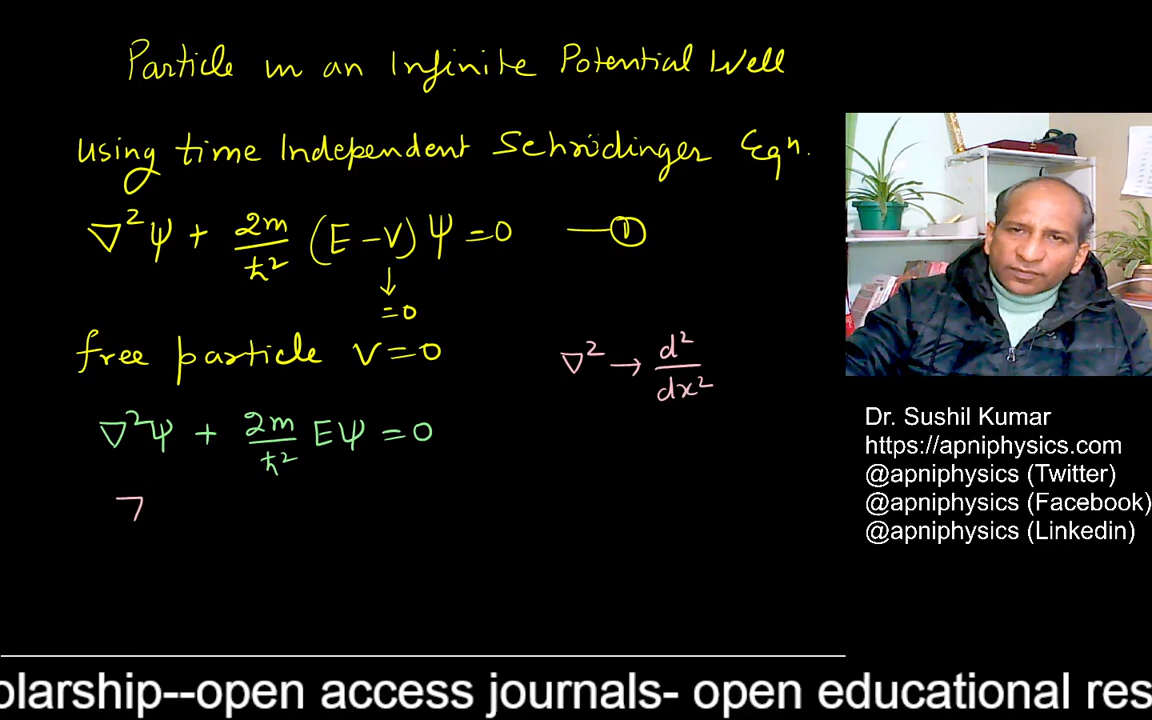 Particle in an Infinite Potential Well
using time Independent Schrödinger Eqn.
∇²ψ + 2m/ħ² (E − V) ψ = 0 —①
↓
= 0
free particle V = 0
∇² → d²/dx²
∇²ψ + 2m/ħ² Eψ = 0
Dr. Sushil Kumar
https://apniphysics.com
@apniphysics (Twitter)
@apniphysics (Facebook)
@apniphysics (Linkedin)
olarship--open access journals- open educational res